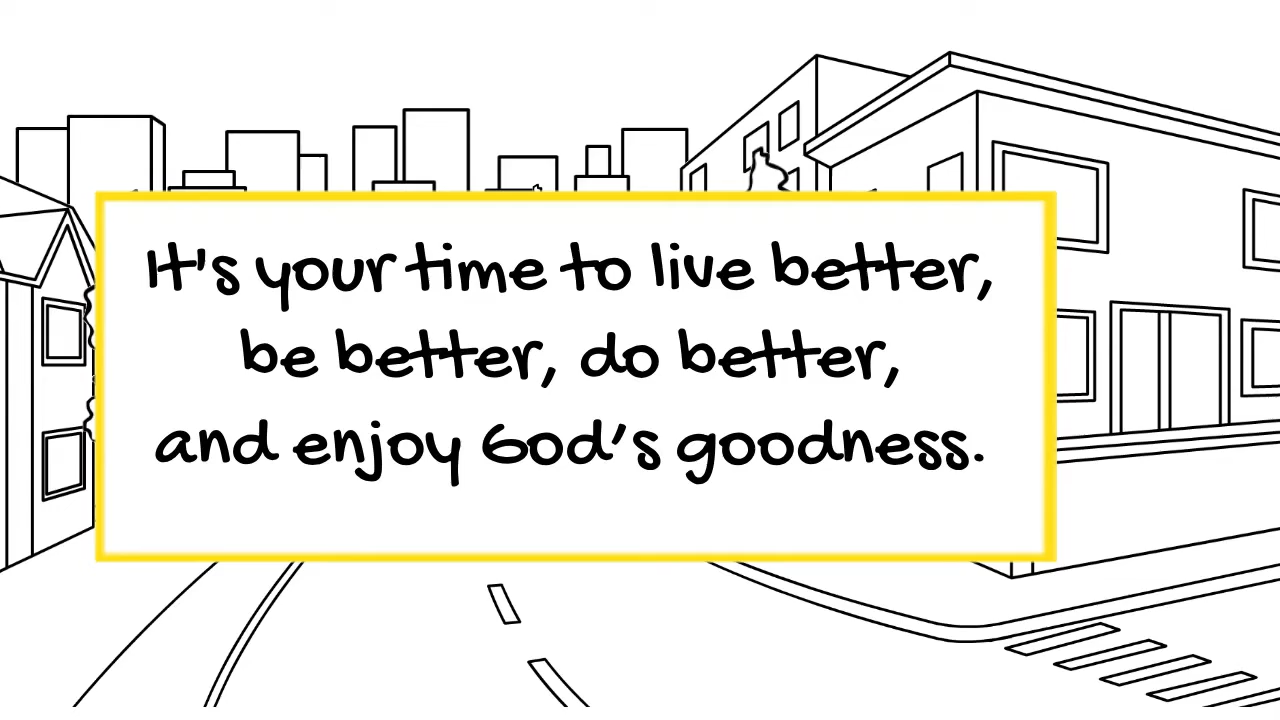 It's your time to live better,
be better, do better,
and enjoy God's goodness.